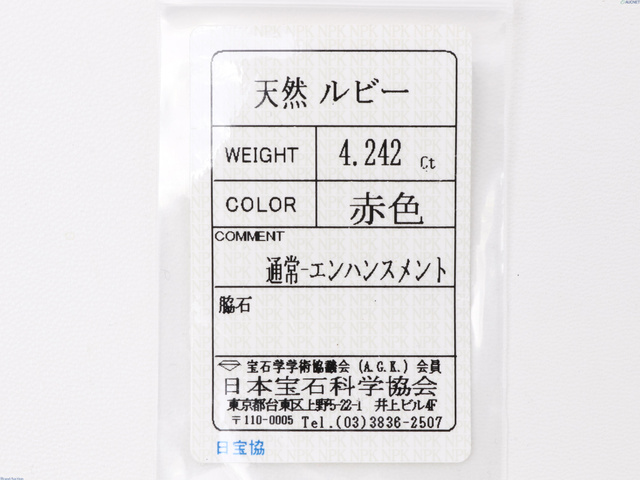 天然 ルビー
WEIGHT 4.242 Ct
COLOR 赤色
COMMENT
通常-エンハンスメント
脇石
宝石学学術協議会 (A.G.K.) 会員
日本宝石科学協会
東京都台東区上野5-22-1 井上ビル4F
〒110-0005 Tel.(03)3836-2507
日宝協